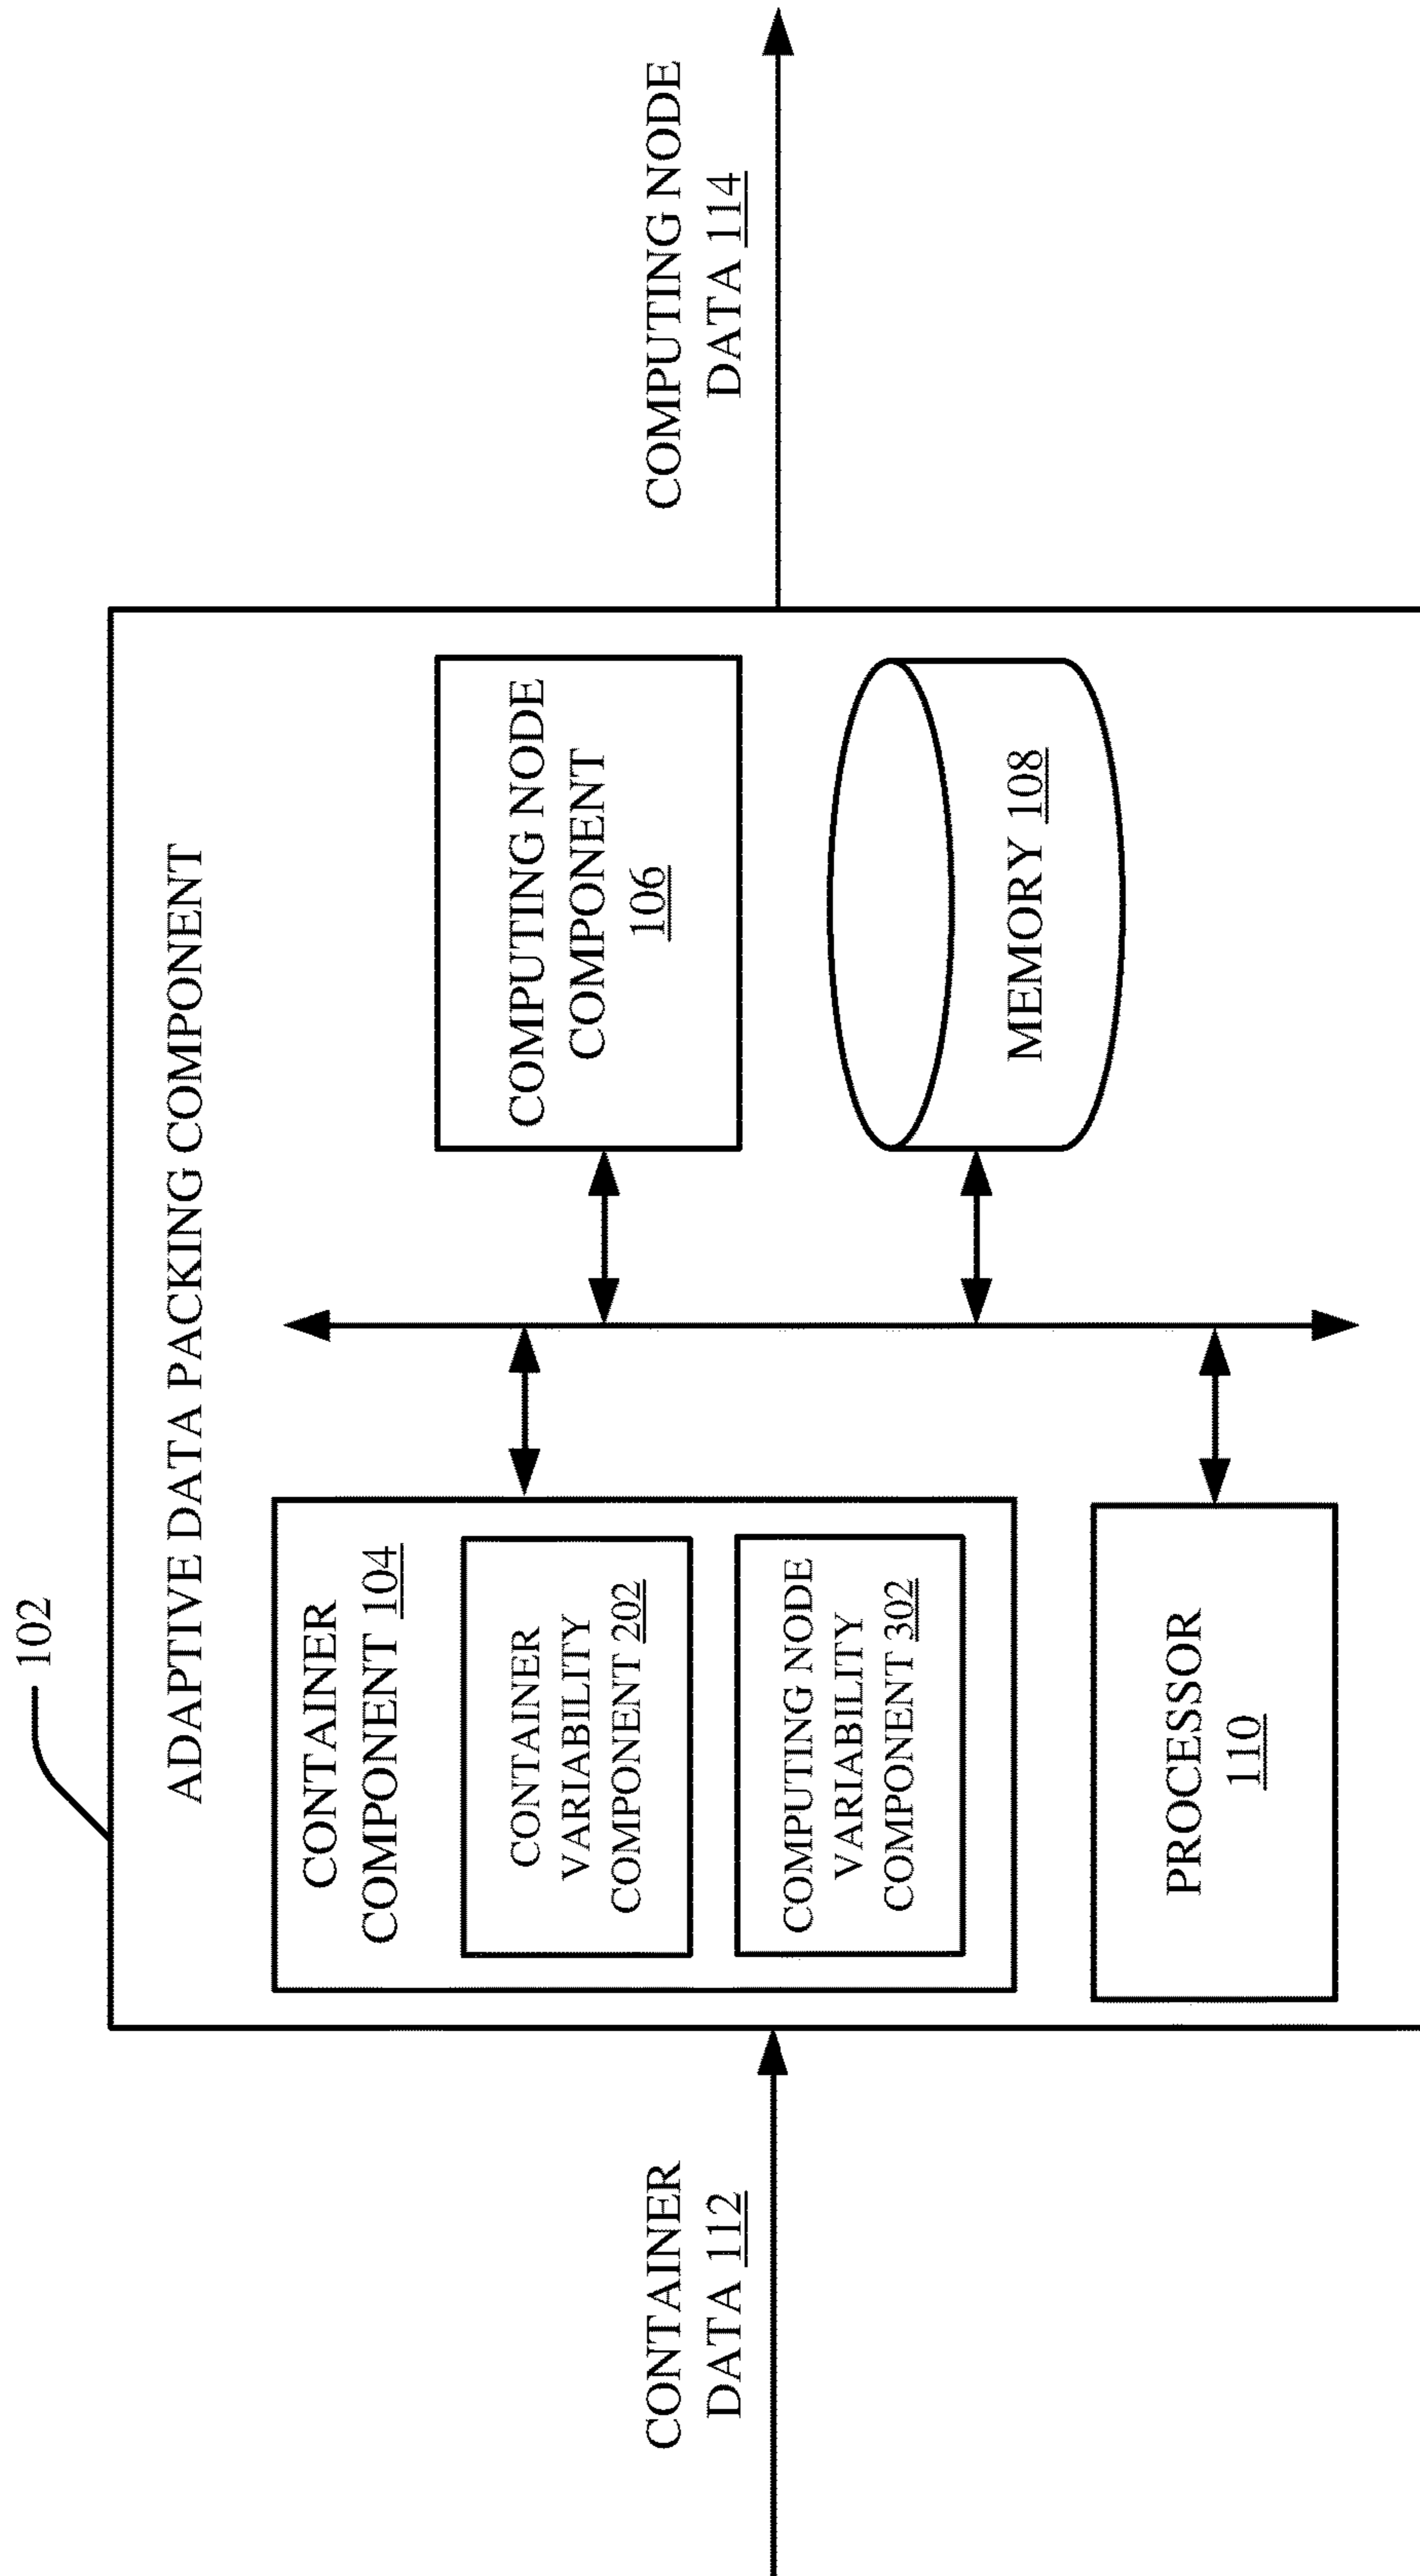 102
ADAPTIVE DATA PACKING COMPONENT
CONTAINER
DATA 112
CONTAINER
COMPONENT 104
CONTAINER
VARIABILITY
COMPONENT 202
COMPUTING NODE
VARIABILITY
COMPONENT 302
PROCESSOR
110
COMPUTING NODE
COMPONENT
106
MEMORY 108
COMPUTING NODE
DATA 114